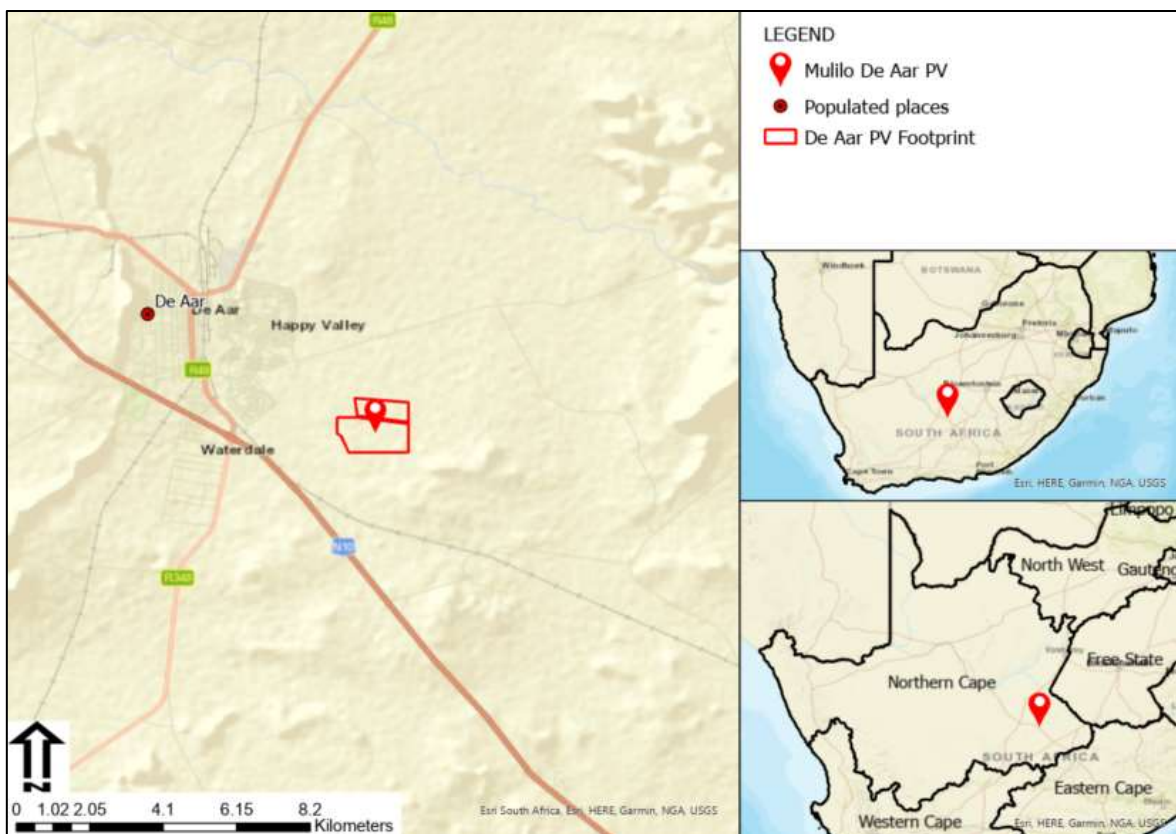 R48
De Aar
De Aar
Happy Valley
R48
Waterdale
N10
N
0 1.02 2.05 4.1 6.15 8.2
Kilometers
Esri South Africa, Esri, HERE, Garmin, NGA, USGS
LEGEND
Mulilo De Aar PV
Populated places
De Aar PV Footprint
Windhoek
BOTSWANA
Pretoria
Johannesburg
Maputo
Durban
SOUTH AFRICA
Cape Town
Port
Esri, HERE, Garmin, NGA, USGS
Limpopo
North West
Gauteng
Free State
Northern Cape
SOUTH AFRICA
Eastern Cape
Western Cape
Esri, HERE, Garmin, NGA, USGS